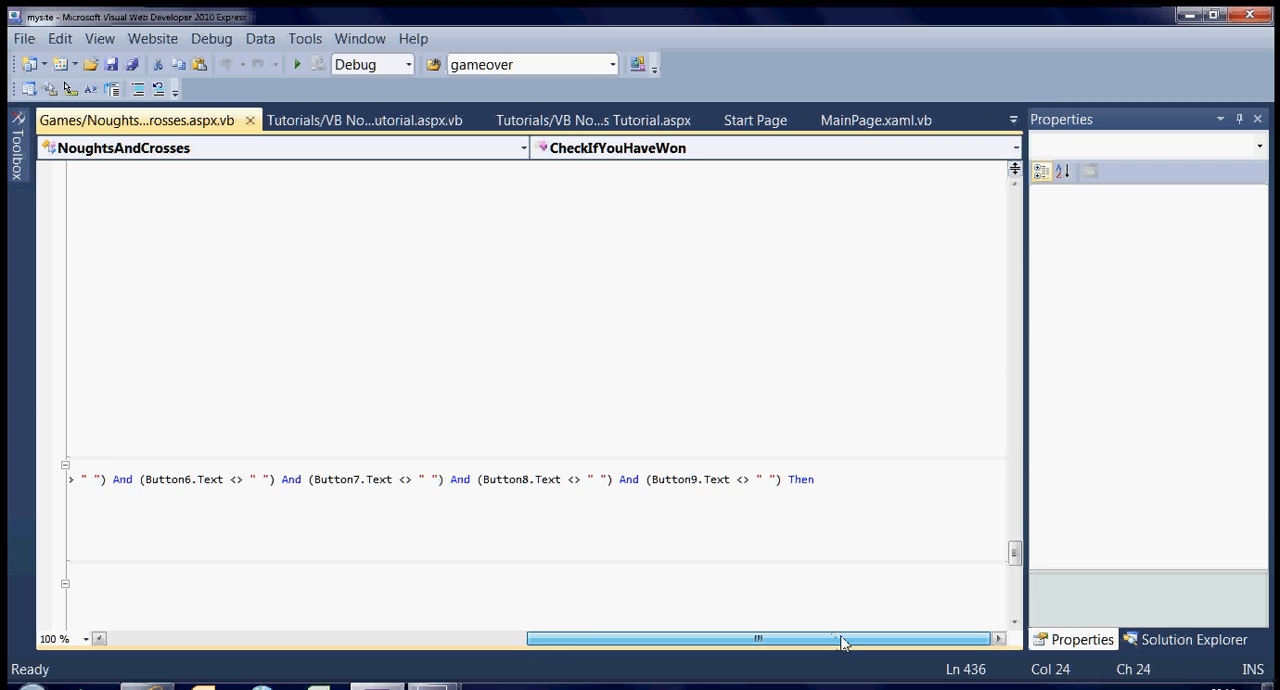 mysite - Microsoft Visual Web Developer 2010 Express
File Edit View Website Debug Data Tools Window Help
Debug gameover
Games/Noughts...rosses.aspx.vb Tutorials/VB No...utorial.aspx.vb Tutorials/VB No...s Tutorial.aspx Start Page MainPage.xaml.vb Properties
NoughtsAndCrosses CheckIfYouHaveWon
Toolbox
> " ") And (Button6.Text <> " ") And (Button7.Text <> " ") And (Button8.Text <> " ") And (Button9.Text <> " ") Then
100 %
Properties Solution Explorer
Ready Ln 436 Col 24 Ch 24 INS